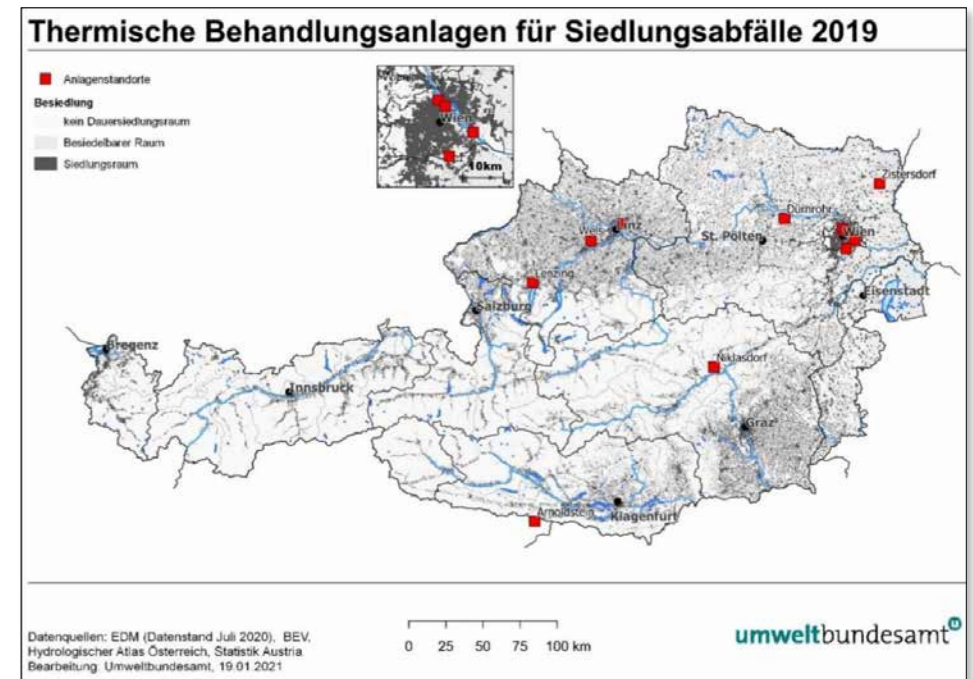 Thermische Behandlungsanlagen für Siedlungsabfälle 2019
Anlagenstandorte
Besiedlung
kein Dauersiedlungsraum
Besiedelbarer Raum
Siedlungsraum
Wien
10km
Zistersdorf
Dürnrohr
Wels
Linz
St. Pölten
Wien
Lenzing
Eisenstadt
Salzburg
Bregenz
Niklasdorf
Innsbruck
Graz
Arnoldstein
Klagenfurt
Datenquellen: EDM (Datenstand Juli 2020), BEV,
Hydrologischer Atlas Österreich, Statistik Austria
Bearbeitung: Umweltbundesamt, 19.01.2021
0 25 50 75 100 km
umweltbundesamt